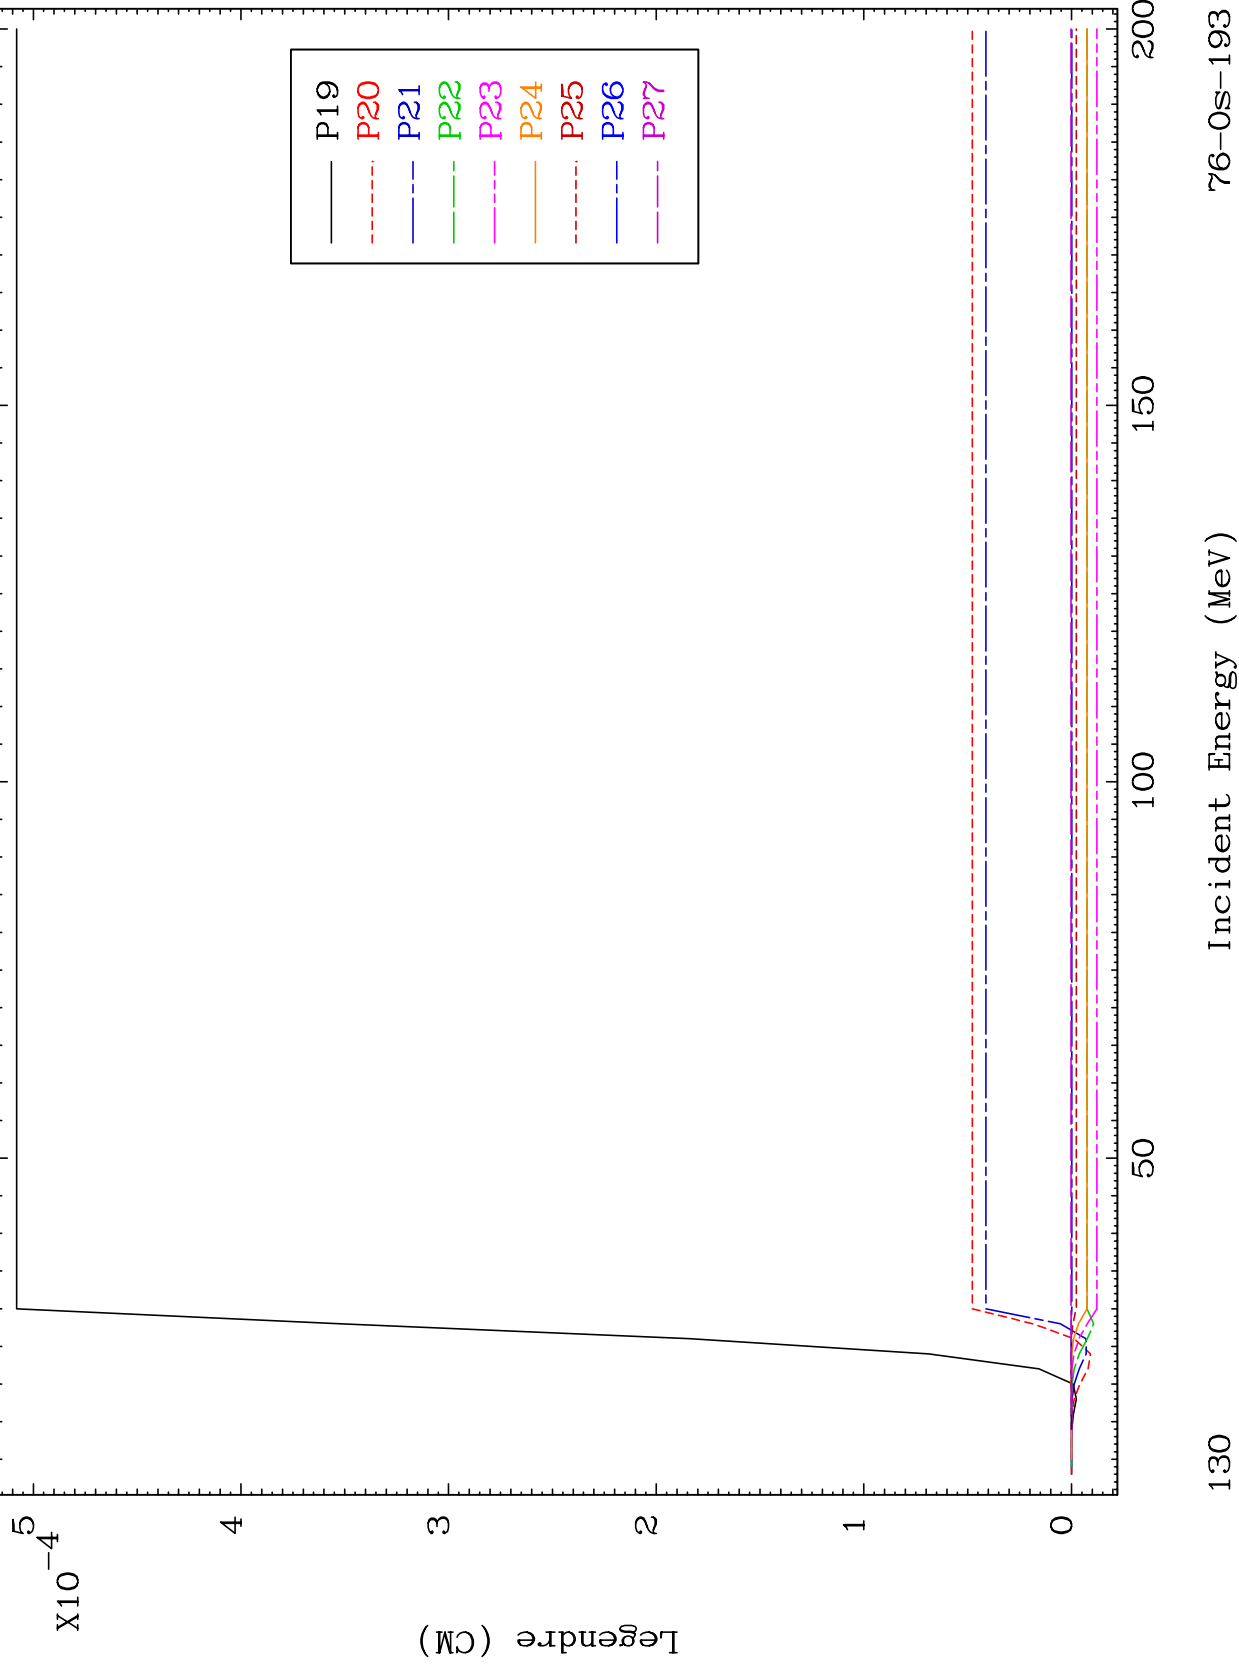 5
X10
-4
4
3
2
1
0
Legendre (CM)
P19
P20
P21
P22
P23
P24
P25
P26
P27
50
100
150
200
Incident Energy (MeV)
130
76-Os-193